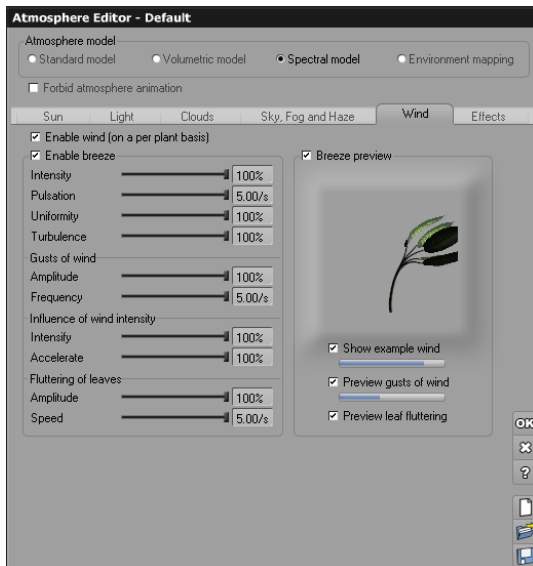 Atmosphere Editor - Default
Atmosphere model
Standard model Volumetric model Spectral model Environment mapping
Forbid atmosphere animation
Sun Light Clouds Sky, Fog and Haze Wind Effects
Enable wind (on a per plant basis)
Enable breeze Breeze preview
Intensity 100%
Pulsation 5.00/s
Uniformity 100%
Turbulence 100%
Gusts of wind
Amplitude 100%
Frequency 5.00/s
Influence of wind intensity
Intensify 100%
Accelerate 100%
Fluttering of leaves
Amplitude 100%
Speed 5.00/s
Show example wind
Preview gusts of wind
Preview leaf fluttering
OK
?